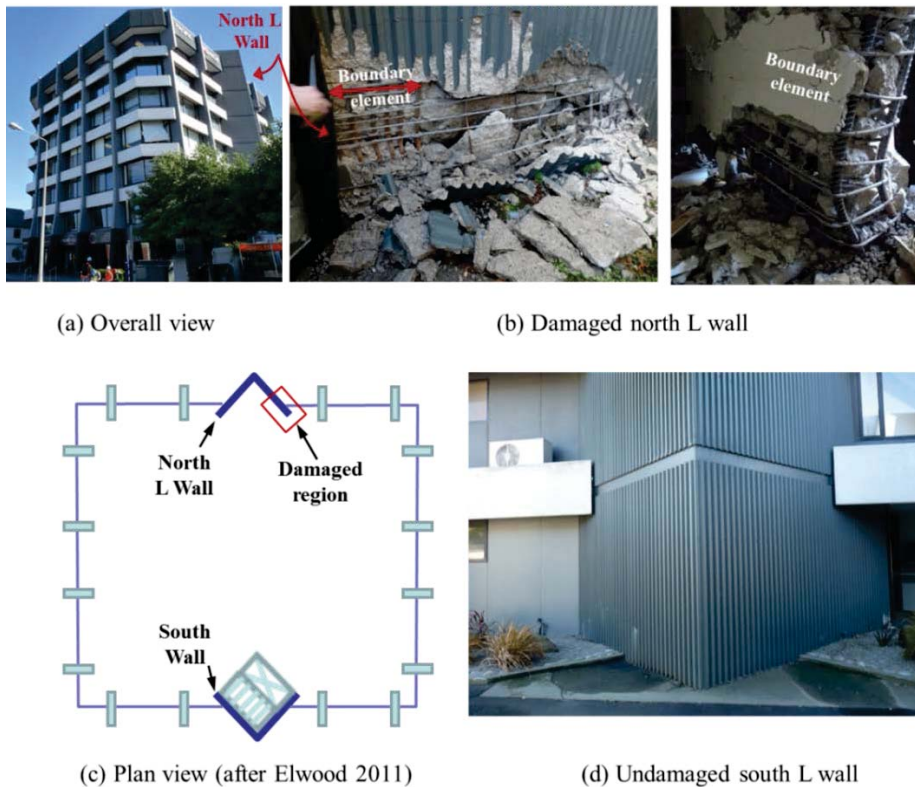 North L
Wall
Boundary
element
Boundary
element
(a) Overall view
(b) Damaged north L wall
North
L Wall
Damaged
region
South
Wall
(c) Plan view (after Elwood 2011)
(d) Undamaged south L wall